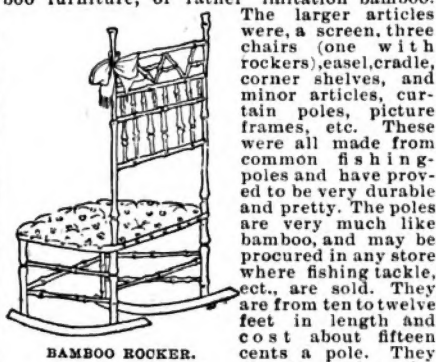 boo furniture, or rather imitation bamboo.
The larger articles
were, a screen, three
chairs (one with
rockers),easel,cradle,
corner shelves, and
minor articles, cur-
tain poles, picture
frames, etc. These
were all made from
common fishing-
poles and have prov-
ed to be very durable
and pretty. The poles
are very much like
bamboo, and may be
procured in any store
where fishing tackle,
ect., are sold. They
are from ten to twelve
feet in length and
cost about fifteen
cents a pole. They
BAMBOO ROCKER.